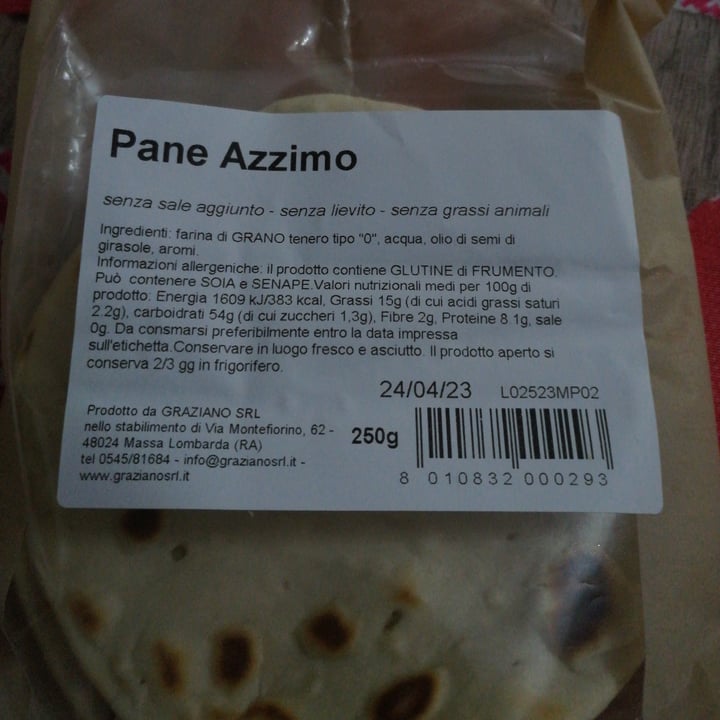 Pane Azzimo
senza sale aggiunto - senza lievito - senza grassi animali
Ingredienti: farina di GRANO tenero tipo "0", acqua, olio di semi di
girasole, aromi.
Informazioni allergeniche: il prodotto contiene GLUTINE di FRUMENTO.
Può contenere SOIA e SENAPE.Valori nutrizionali medi per 100g di
prodotto: Energia 1609 kJ/383 kcal, Grassi 15g (di cui acidi grassi saturi
2.2g), carboidrati 54g (di cui zuccheri 1,3g), Fibre 2g, Proteine 8.1g, sale
0g. Da consmarsi preferibilmente entro la data impressa
sull'etichetta.Conservare in luogo fresco e asciutto. Il prodotto aperto si
conserva 2/3 gg in frigorifero.
24/04/23 L02523MP02
Prodotto da GRAZIANO SRL
nello stabilimento di Via Montefiorino, 62 -
48024 Massa Lombarda (RA)
tel 0545/81684 - info@grazianosrl.it -
www.grazianosrl.it
250g
8 010832 000293